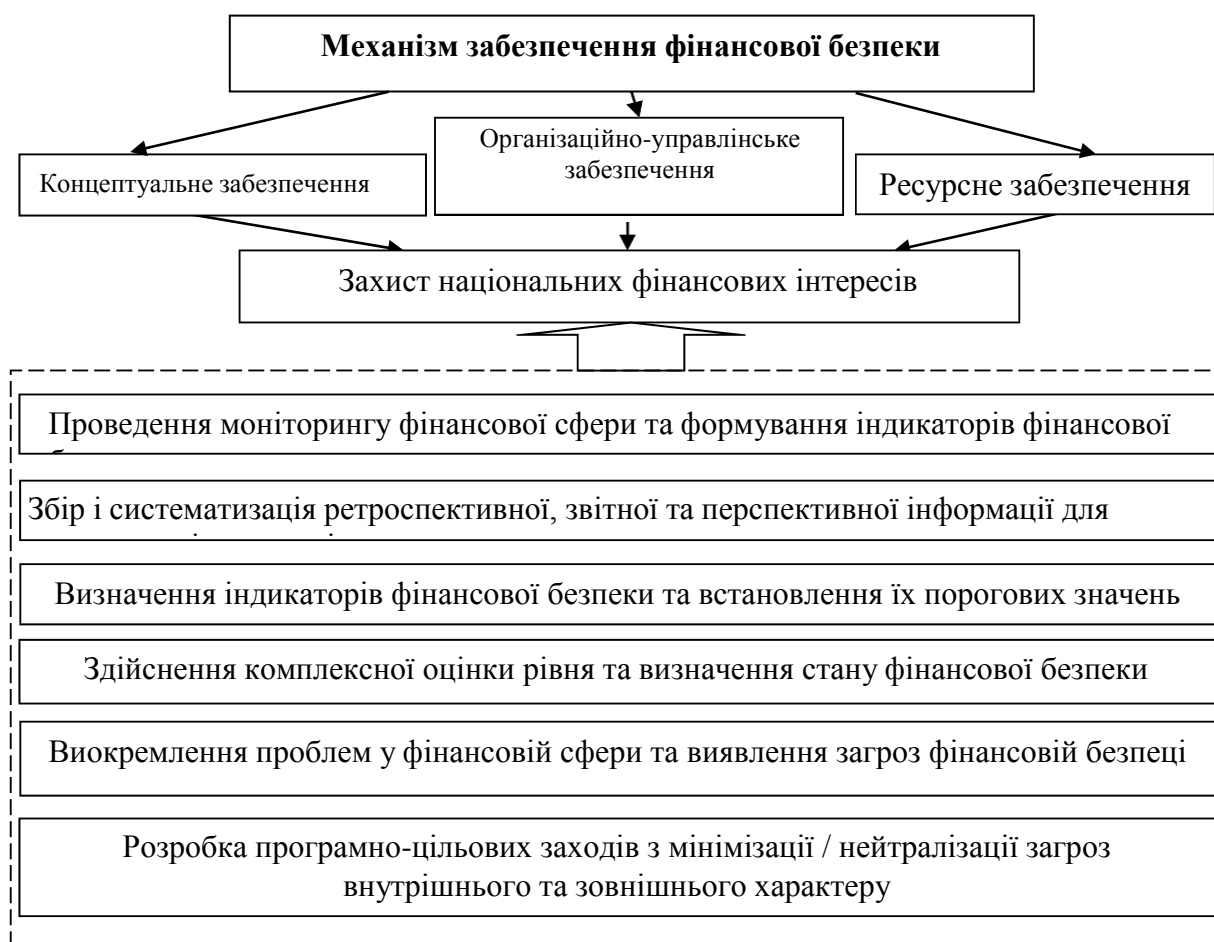 Механізм забезпечення фінансової безпеки
Концептуальне забезпечення
Організаційно-управлінське
забезпечення
Ресурсне забезпечення
Захист національних фінансових інтересів
Проведення моніторингу фінансової сфери та формування індикаторів фінансової
Збір і систематизація ретроспективної, звітної та перспективної інформації для
Визначення індикаторів фінансової безпеки та встановлення їх порогових значень
Здійснення комплексної оцінки рівня та визначення стану фінансової безпеки
Виокремлення проблем у фінансовій сфери та виявлення загроз фінансовій безпеці
Розробка програмно-цільових заходів з мінімізації / нейтралізації загроз
внутрішнього та зовнішнього характеру